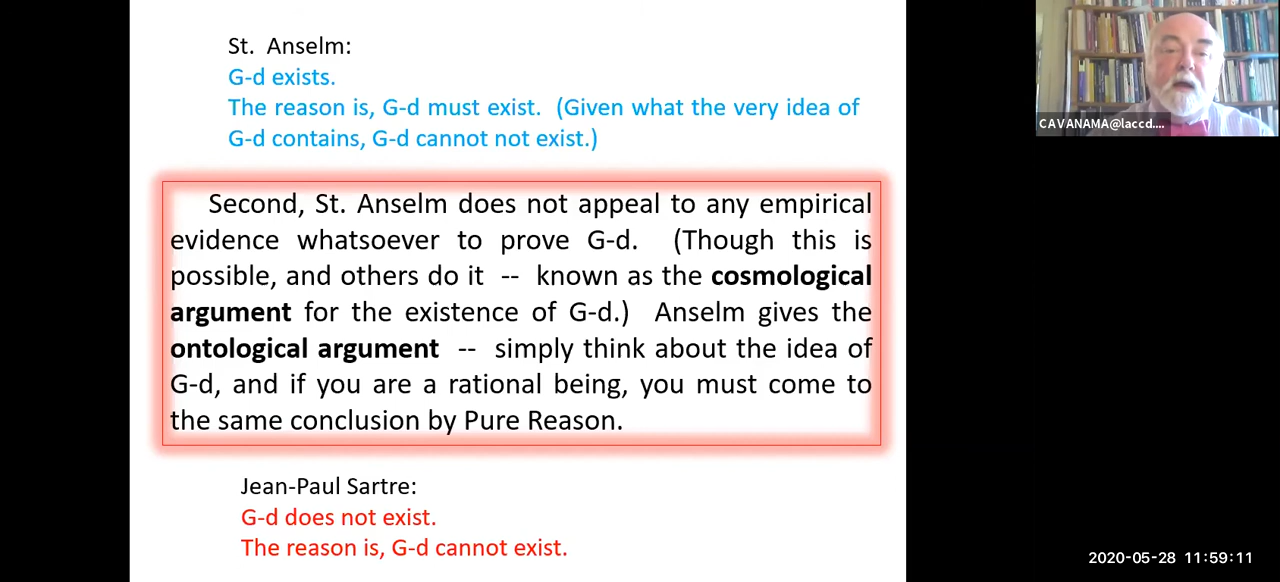 St. Anselm:
G-d exists.
The reason is, G-d must exist. (Given what the very idea of
G-d contains, G-d cannot not exist.)
Second, St. Anselm does not appeal to any empirical
evidence whatsoever to prove G-d. (Though this is
possible, and others do it -- known as the cosmological
argument for the existence of G-d.) Anselm gives the
ontological argument -- simply think about the idea of
G-d, and if you are a rational being, you must come to
the same conclusion by Pure Reason.
Jean-Paul Sartre:
G-d does not exist.
The reason is, G-d cannot exist.
CAVANAMA@laccd....
2020-05-28 11:59:11